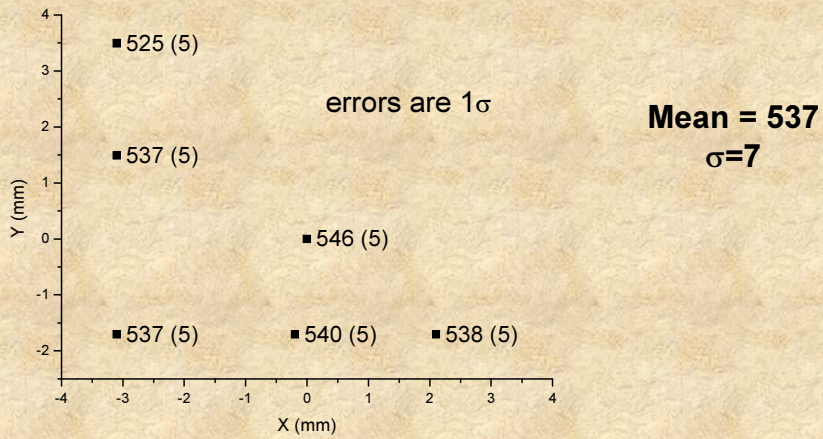 4
3
2
1
0
-1
-2
Y (mm)
525 (5)
errors are 1σ
537 (5)
546 (5)
537 (5) 540 (5) 538 (5)
-4 -3 -2 -1 0 1 2 3 4
X (mm)
Mean = 537
σ=7